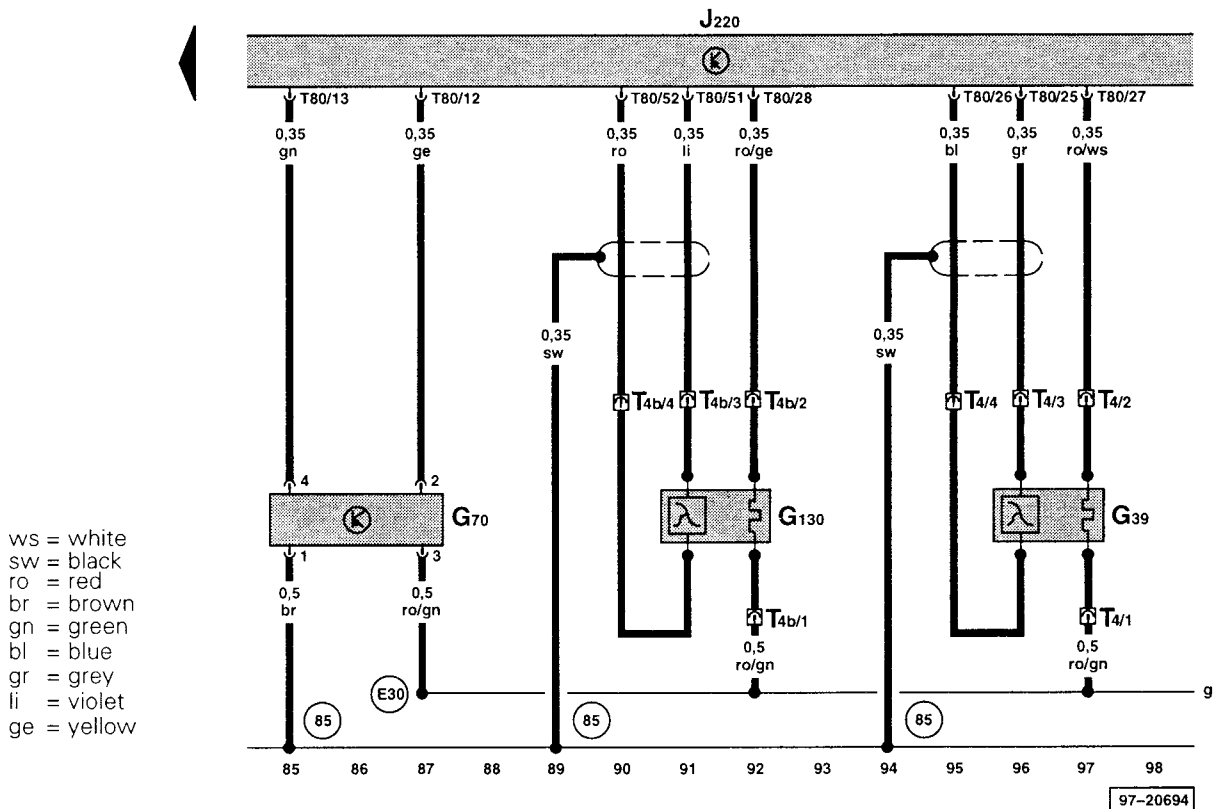 J220
T80/13 T80/12 T80/52 T80/51 T80/28 T80/26 T80/25 T80/27
0,35 0,35 0,35 0,35 0,35 0,35 0,35 0,35
gn ge ro li ro/ge bl gr ro/ws
0,35 0,35
sw sw
T4b/4 T4b/3 T4b/2 T4/4 T4/3 T4/2
4 2
G70 G130 G39
1 3
ws = white
sw = black
ro = red
br = brown
gn = green
bl = blue
gr = grey
li = violet
ge = yellow
0,5 0,5
br ro/gn
T4b/1 T4/1
0,5 0,5
ro/gn ro/gn
E30 g
85 85 85
85 86 87 88 89 90 91 92 93 94 95 96 97 98
97-20694